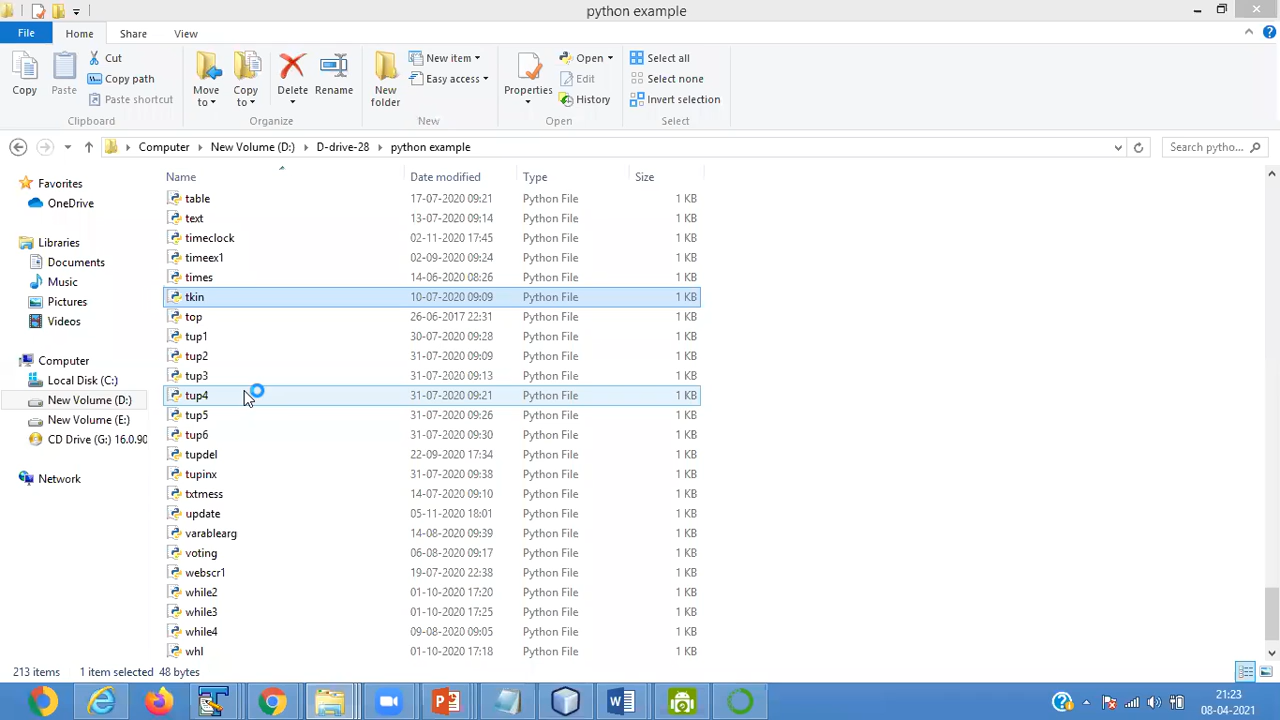 python example
File Home Share View
Copy
Paste
Cut
Copy path
Paste shortcut
Clipboard
Move to
Copy to
Delete
Rename
Organize
New folder
New item
Easy access
New
Properties
Open
Edit
History
Open
Select all
Select none
Invert selection
Select
Computer New Volume (D:) D-drive-28 python example
Search pytho...
Favorites
OneDrive
Libraries
Documents
Music
Pictures
Videos
Computer
Local Disk (C:)
New Volume (D:)
New Volume (E:)
CD Drive (G:) 16.0.90
Network
Name Date modified Type Size
table 17-07-2020 09:21 Python File 1 KB
text 13-07-2020 09:14 Python File 1 KB
timeclock 02-11-2020 17:45 Python File 1 KB
timeex1 02-09-2020 09:24 Python File 1 KB
times 14-06-2020 08:26 Python File 1 KB
tkin 10-07-2020 09:09 Python File 1 KB
top 26-06-2017 22:31 Python File 1 KB
tup1 30-07-2020 09:28 Python File 1 KB
tup2 31-07-2020 09:09 Python File 1 KB
tup3 31-07-2020 09:13 Python File 1 KB
tup4 31-07-2020 09:21 Python File 1 KB
tup5 31-07-2020 09:26 Python File 1 KB
tup6 31-07-2020 09:30 Python File 1 KB
tupdel 22-09-2020 17:34 Python File 1 KB
tupinx 31-07-2020 09:38 Python File 1 KB
txtmess 14-07-2020 09:10 Python File 1 KB
update 05-11-2020 18:01 Python File 1 KB
varablearg 14-08-2020 09:39 Python File 1 KB
voting 06-08-2020 09:17 Python File 1 KB
webscr1 19-07-2020 22:38 Python File 1 KB
while2 01-10-2020 17:20 Python File 1 KB
while3 01-10-2020 17:25 Python File 1 KB
while4 09-08-2020 09:05 Python File 1 KB
whl 01-10-2020 17:18 Python File 1 KB
213 items 1 item selected 48 bytes
21:23
08-04-2021